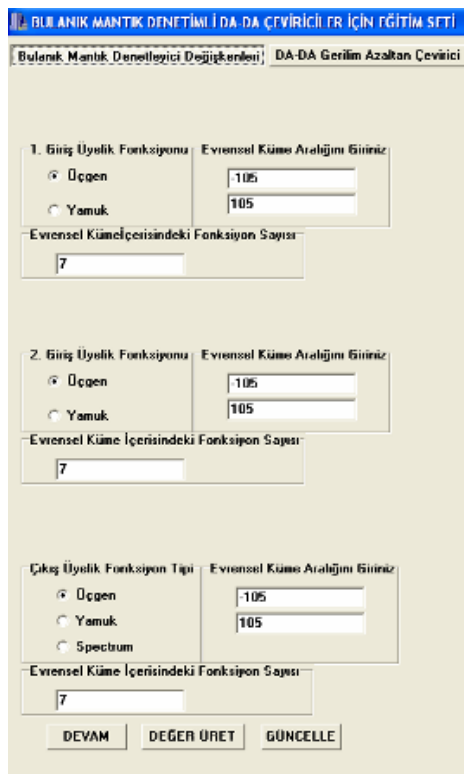 BULANIK MANTIK DENETİMLİ DA-DA ÇEVİRİCİLER İÇİN EĞİTİM SETİ
Bulanık Mantık Denetleyici Değişkenleri DA-DA Gerilim Azaltan Çevirici
1. Giriş Üyelik Fonksiyonu Evrensel Küme Aralığını Giriniz
Üçgen -105
Yamuk 105
Evrensel Kümeİçerisindeki Fonksiyon Sayısı
7
2. Giriş Üyelik Fonksiyonu Evrensel Küme Aralığını Giriniz
Üçgen -105
Yamuk 105
Evrensel Küme İçerisindeki Fonksiyon Sayısı
7
Çıkış Üyelik Fonksiyon Tipi Evrensel Küme Aralığını Giriniz
Üçgen -105
Yamuk 105
Spectrum
Evrensel Küme İçerisindeki Fonksiyon Sayısı
7
DEVAM DEĞER ÜRET GÜNCELLE